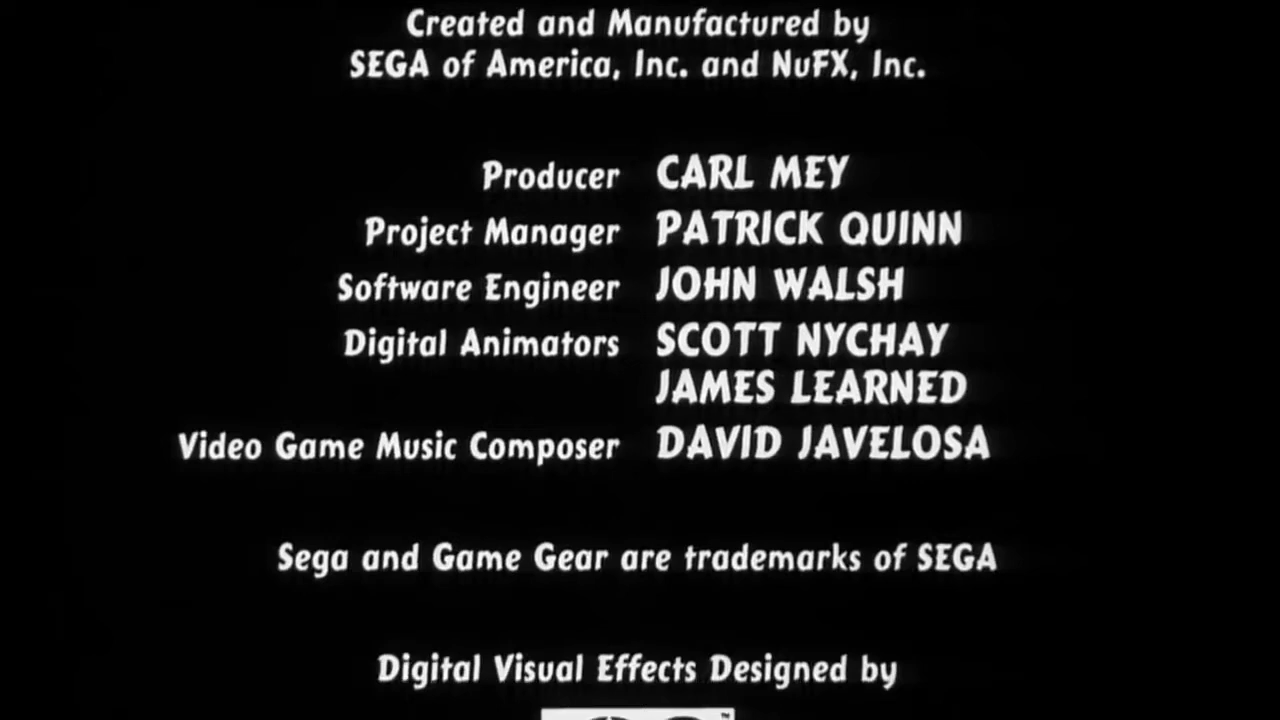 Created and Manufactured by
SEGA of America, Inc. and NuFX, Inc.
Producer CARL MEY
Project Manager PATRICK QUINN
Software Engineer JOHN WALSH
Digital Animators SCOTT NYCHAY
JAMES LEARNED
Video Game Music Composer DAVID JAVELOSA
Sega and Game Gear are trademarks of SEGA
Digital Visual Effects Designed by